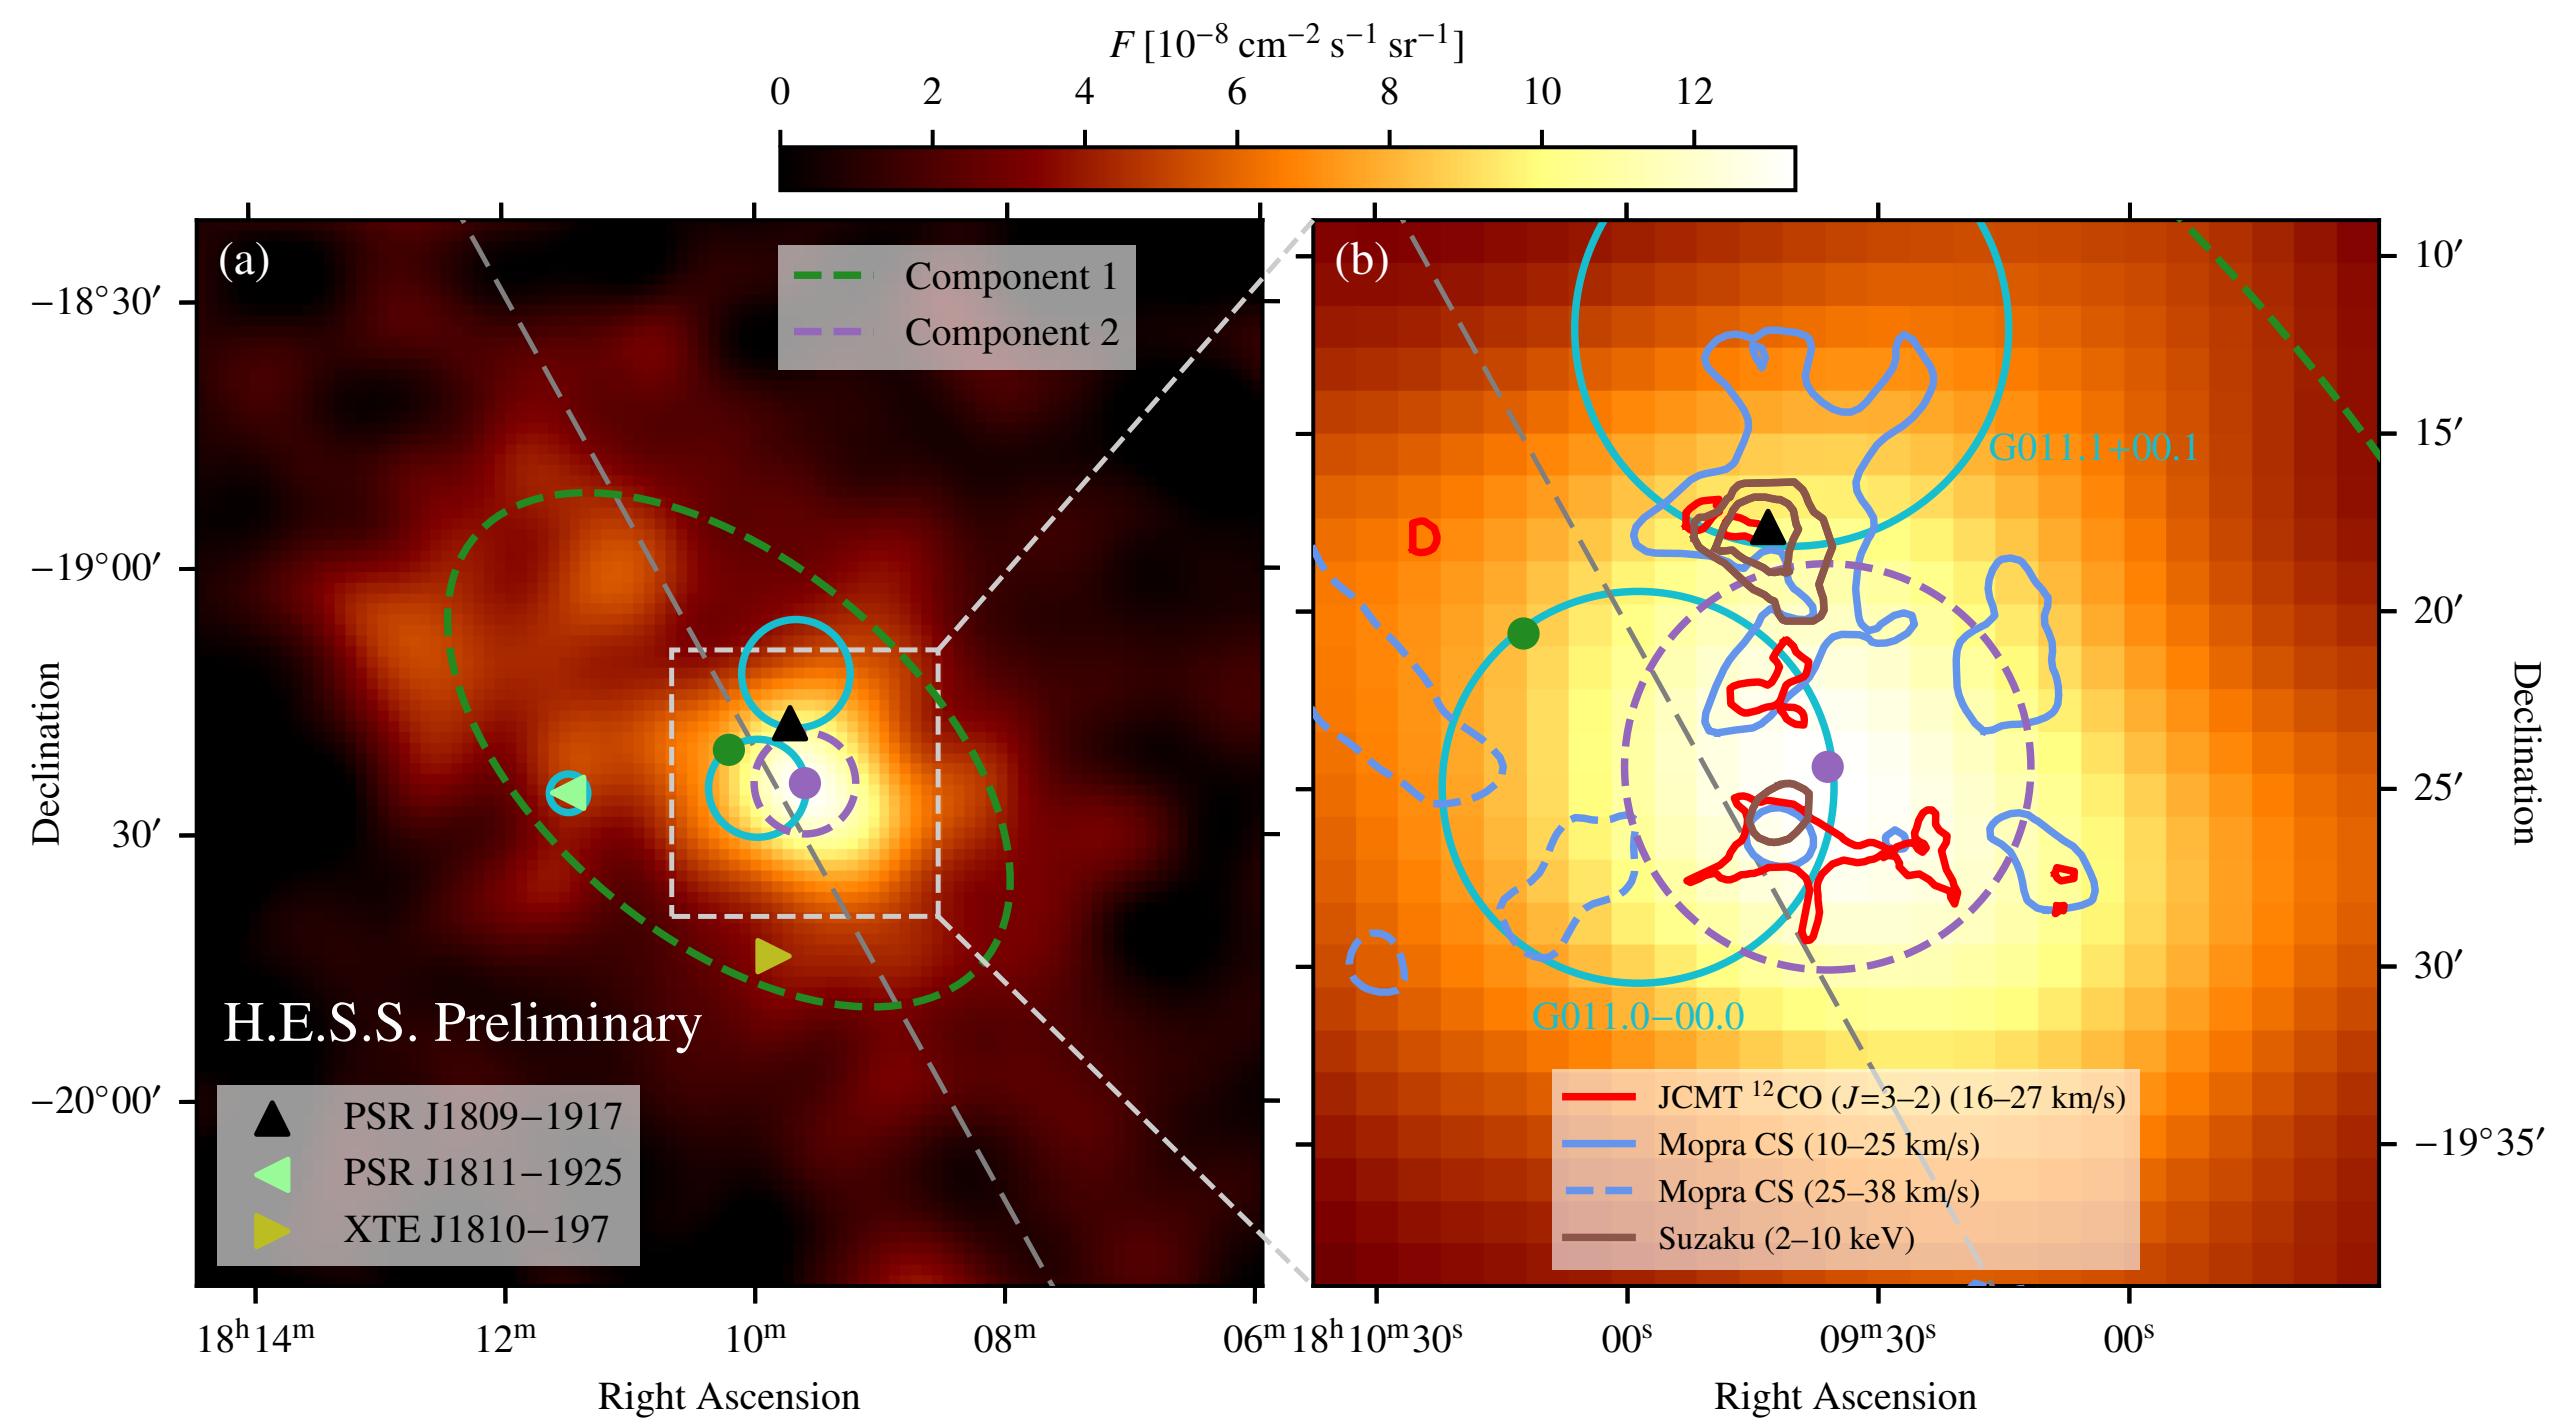 F [10⁻⁸ cm⁻² s⁻¹ sr⁻¹]
0 2 4 6 8 10 12
(a)
Component 1
Component 2
−18°30′
−19°00′
30′
−20°00′
Declination
H.E.S.S. Preliminary
PSR J1809−1917
PSR J1811−1925
XTE J1810−197
18ʰ14ᵐ 12ᵐ 10ᵐ 08ᵐ 06ᵐ
Right Ascension
(b)
G011.1+00.1
G011.0−00.0
10′
15′
20′
25′
30′
−19°35′
Declination
JCMT ¹²CO (J=3–2) (16–27 km/s)
Mopra CS (10–25 km/s)
Mopra CS (25–38 km/s)
Suzaku (2–10 keV)
18ʰ10ᵐ30ˢ 00ˢ 09ᵐ30ˢ 00ˢ
Right Ascension